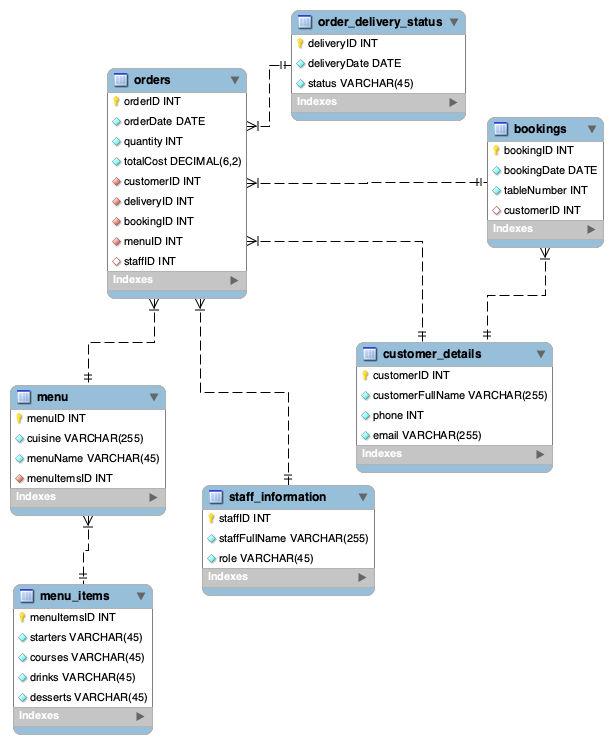 order_delivery_status
deliveryID INT
deliveryDate DATE
status VARCHAR(45)
Indexes
orders
orderID INT
orderDate DATE
quantity INT
totalCost DECIMAL(6,2)
customerID INT
deliveryID INT
bookingID INT
menuID INT
staffID INT
Indexes
bookings
bookingID INT
bookingDate DATE
tableNumber INT
customerID INT
Indexes
customer_details
customerID INT
customerFullName VARCHAR(255)
phone INT
email VARCHAR(255)
Indexes
menu
menuID INT
cuisine VARCHAR(255)
menuName VARCHAR(45)
menuItemsID INT
Indexes
staff_information
staffID INT
staffFullName VARCHAR(255)
role VARCHAR(45)
Indexes
menu_items
menuItemsID INT
starters VARCHAR(45)
courses VARCHAR(45)
drinks VARCHAR(45)
desserts VARCHAR(45)
Indexes